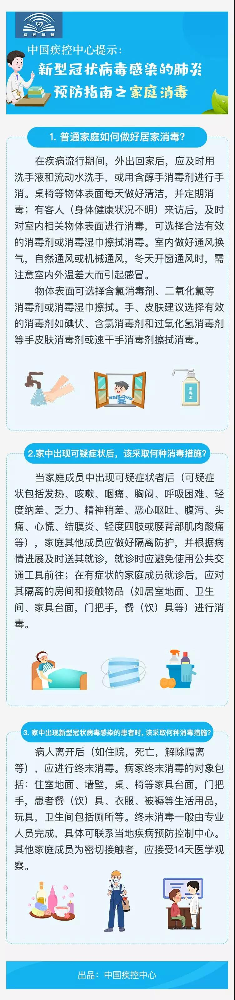 疾控科普
中国疾控中心提示：
新型冠状病毒感染的肺炎
预防指南之家庭消毒
1. 普通家庭如何做好居家消毒?
在疾病流行期间，外出回家后，应及时用
洗手液和流动水洗手，或用含醇手消毒剂进行手
消。桌椅等物体表面每天做好清洁，并定期消
毒；有客人（身体健康状况不明）来访后，及时
对室内相关物体表面进行消毒，可选择合法有效
的消毒剂或消毒湿巾擦拭消毒。室内做好通风换
气，自然通风或机械通风，冬天开窗通风时，需
注意室内外温差大而引起感冒。
物体表面可选择含氯消毒剂、二氧化氯等
消毒剂或消毒湿巾擦拭。手、皮肤建议选择有效
的消毒剂如碘伏、含氯消毒剂和过氧化氢消毒剂
等手皮肤消毒剂或速干手消毒剂擦拭消毒。
消
毒
液
2.家中出现可疑症状后，该采取何种消毒措施?
当家庭成员中出现可疑症状者后（可疑症
状包括发热、咳嗽、咽痛、胸闷、呼吸困难、轻
度纳差、乏力、精神稍差、恶心呕吐、腹泻、头
痛、心慌、结膜炎、轻度四肢或腰背部肌肉酸痛
等），家庭其他成员应做好隔离防护，并根据病
情进展及时送其就诊，就诊时应避免使用公共交
通工具前往；在有症状的家庭成员就诊后，应对
其隔离的房间和接触物品（如居室地面、卫生
间、家具台面，门把手，餐（饮）具等）进行消
毒。
3. 家中出现新型冠状病毒感染的患者时, 该采取何种消毒措施?
病人离开后（如住院，死亡，解除隔离
等），应进行终末消毒。病家终末消毒的对象包
括：住室地面、墙壁，桌、椅等家具台面，门把
手，患者餐（饮）具、衣服、被褥等生活用品，
玩具，卫生间包括厕所等。终末消毒一般由专业
人员完成，具体可联系当地疾病预防控制中心。
其他家庭成员为密切接触者，应接受14天医学观
察。
出品：中国疾控中心